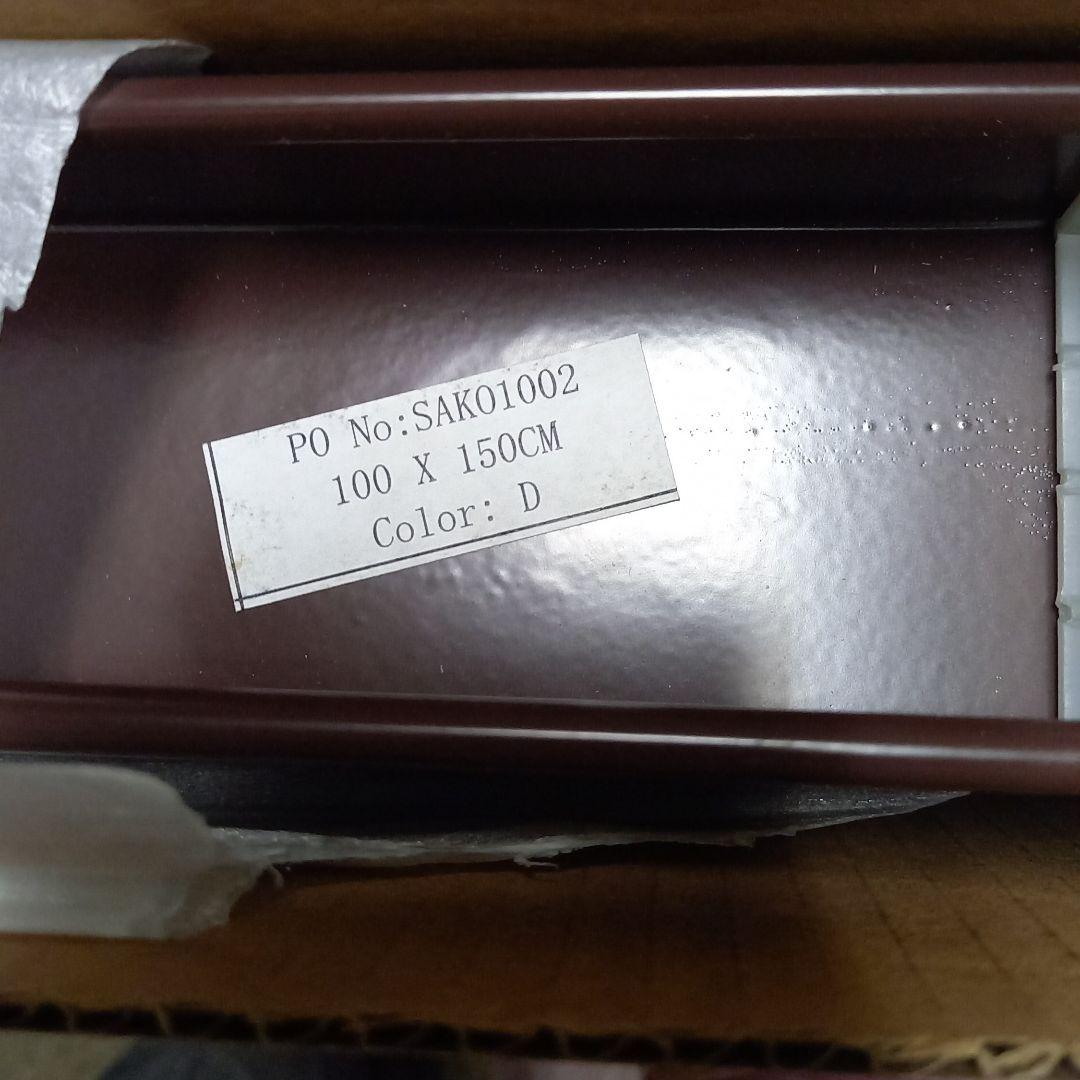 PO No:SAK01002
100 X 150CM
Color: D